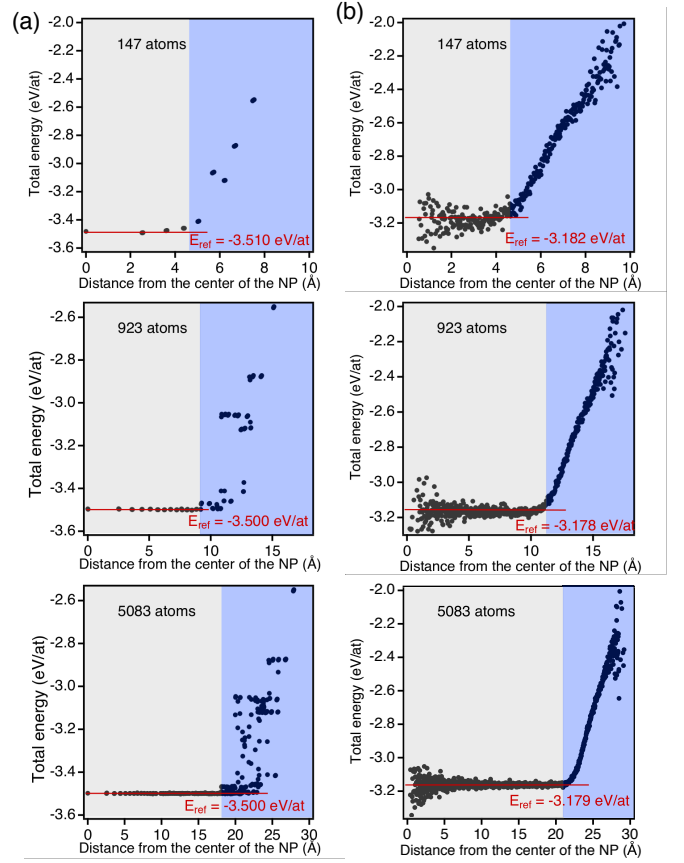 (a)
-2.0
-2.2
-2.4
-2.6
-2.8
-3.0
-3.2
-3.4
-3.6
Total energy (eV/at)
147 atoms
E ref = -3.510 eV/at
0 2 4 6 8 10
Distance from the center of the NP (Å)
(b)
-2.0
-2.2
-2.4
-2.6
-2.8
-3.0
-3.2
Total energy (eV/at)
147 atoms
E ref = -3.182 eV/at
0 2 4 6 8 10
Distance from the center of the NP (Å)
-2.6
-2.8
-3.0
-3.2
-3.4
-3.6
Total energy (eV/at)
923 atoms
E ref = -3.500 eV/at
0 5 10 15
Distance from the center of the NP (Å)
-2.0
-2.2
-2.4
-2.6
-2.8
-3.0
-3.2
Total energy (eV/at)
923 atoms
E ref = -3.178 eV/at
0 5 10 15
Distance from the center of the NP (Å)
-2.6
-2.8
-3.0
-3.2
-3.4
-3.6
Total energy (eV/at)
5083 atoms
E ref = -3.500 eV/at
0 5 10 15 20 25 30
Distance from the center of the NP (Å)
-2.0
-2.2
-2.4
-2.6
-2.8
-3.0
-3.2
Total energy (eV/at)
5083 atoms
E ref = -3.179 eV/at
0 5 10 15 20 25 30
Distance from the center of the NP (Å)